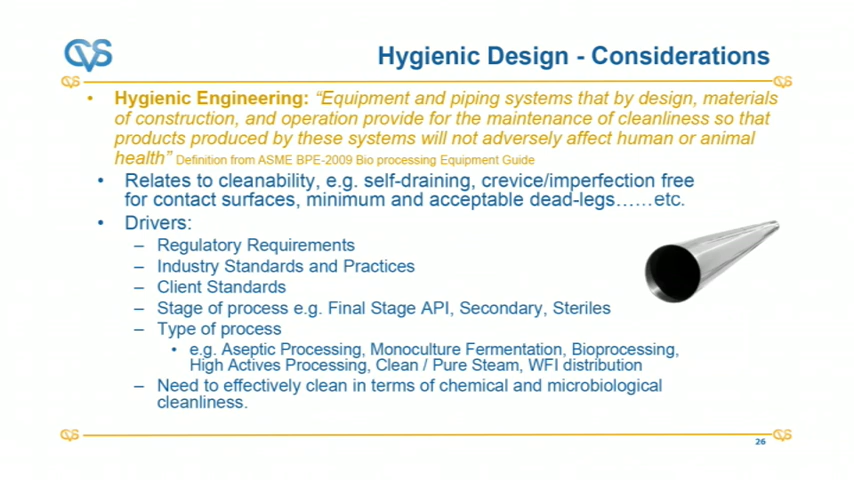 CVS
Hygienic Design - Considerations
• Hygienic Engineering: “Equipment and piping systems that by design, materials
of construction, and operation provide for the maintenance of cleanliness so that
products produced by these systems will not adversely affect human or animal
health” Definition from ASME BPE-2009 Bio processing Equipment Guide
• Relates to cleanability, e.g. self-draining, crevice/imperfection free
for contact surfaces, minimum and acceptable dead-legs……etc.
• Drivers:
– Regulatory Requirements
– Industry Standards and Practices
– Client Standards
– Stage of process e.g. Final Stage API, Secondary, Steriles
– Type of process
• e.g. Aseptic Processing, Monoculture Fermentation, Bioprocessing,
High Actives Processing, Clean / Pure Steam, WFI distribution
– Need to effectively clean in terms of chemical and microbiological
cleanliness.
26